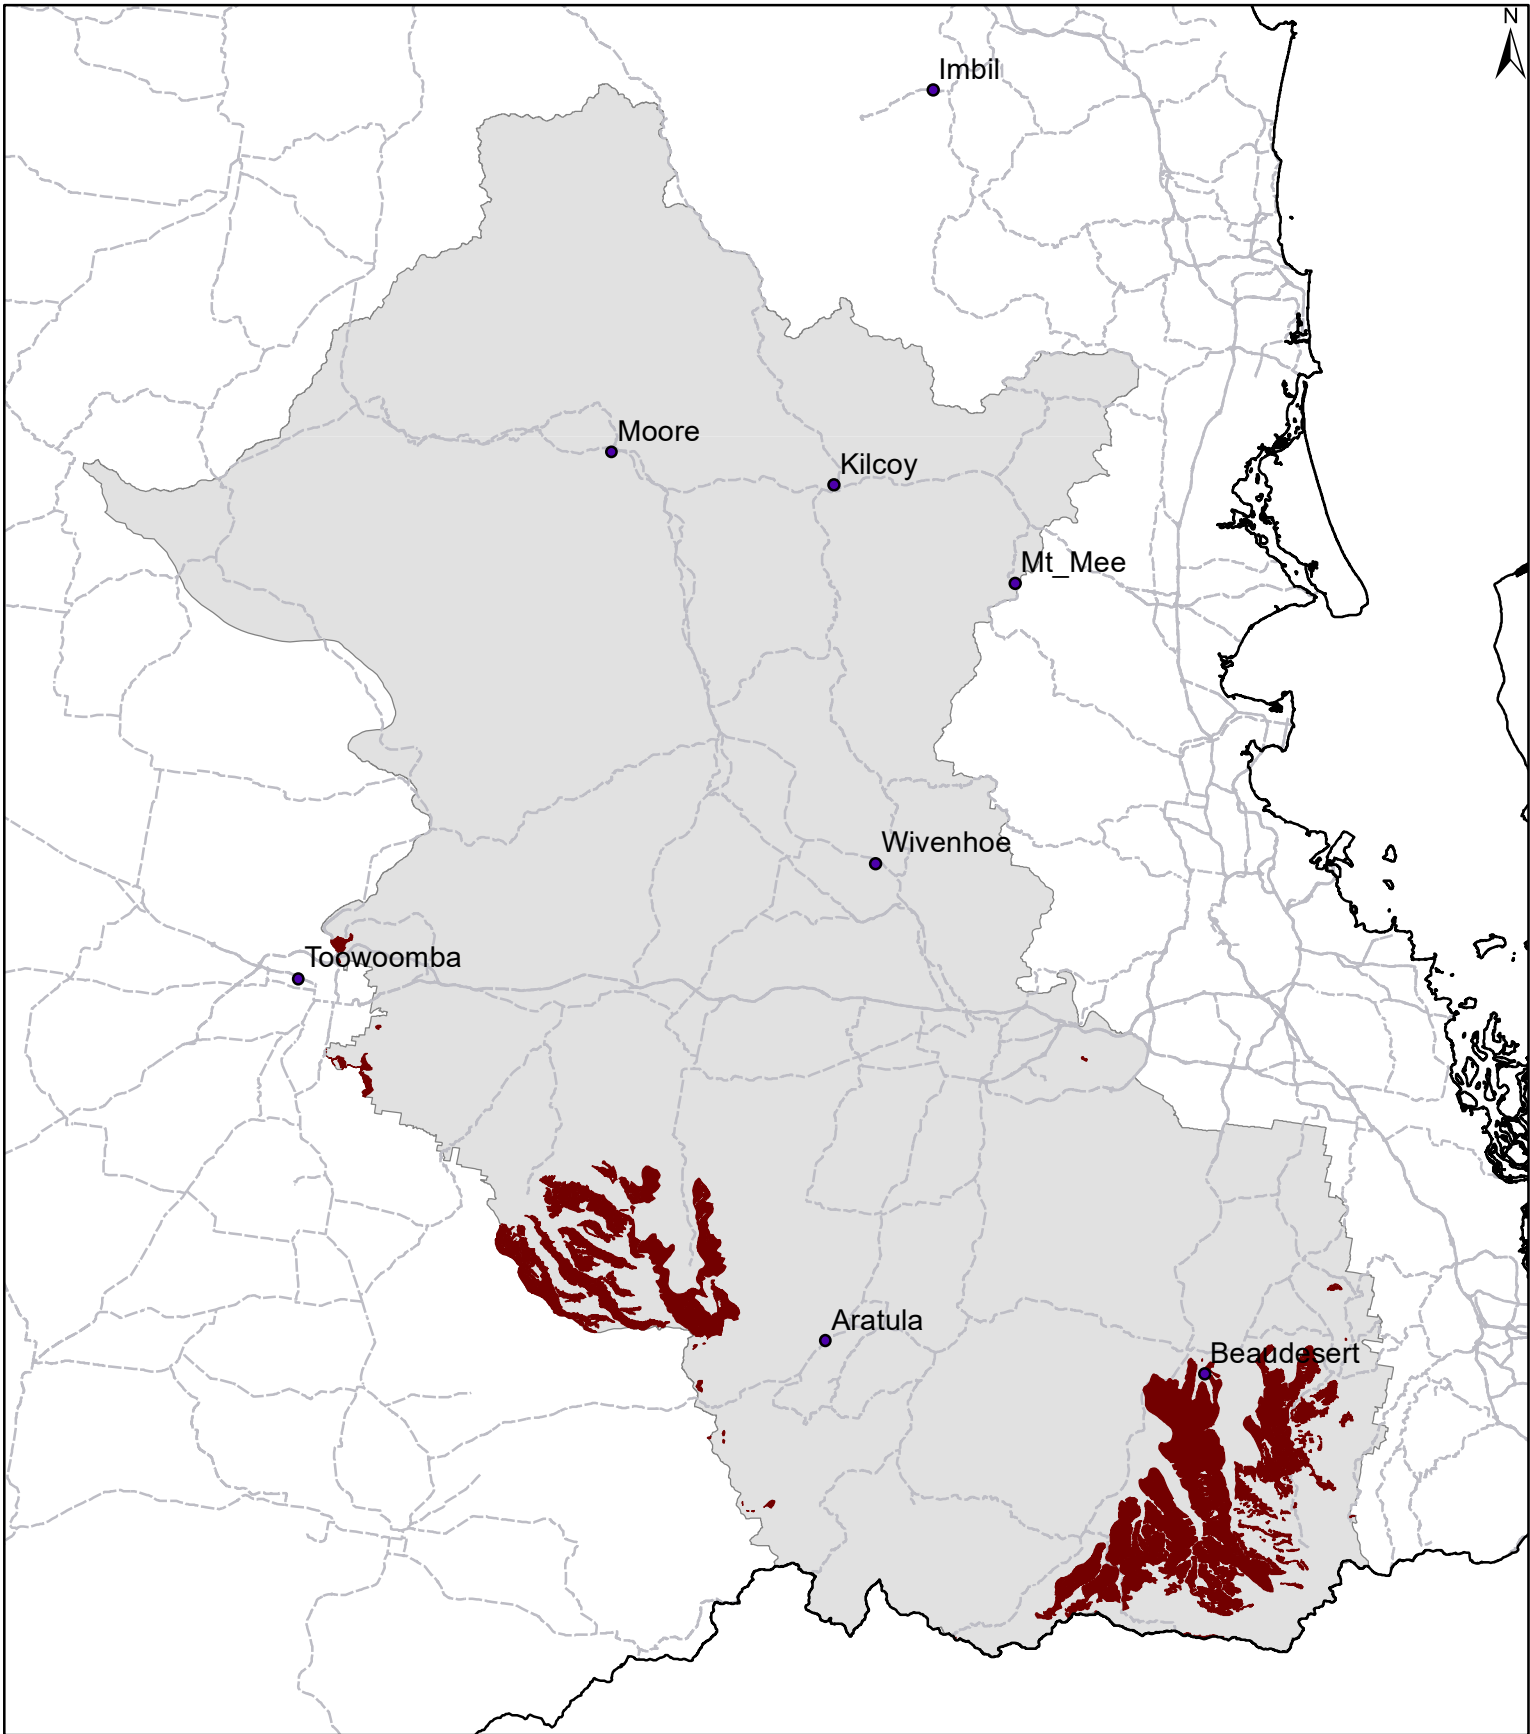 N
Imbil
Moore
Kilcoy
Mt_Mee
Wivenhoe
Toowoomba
Aratula
Beaudesert